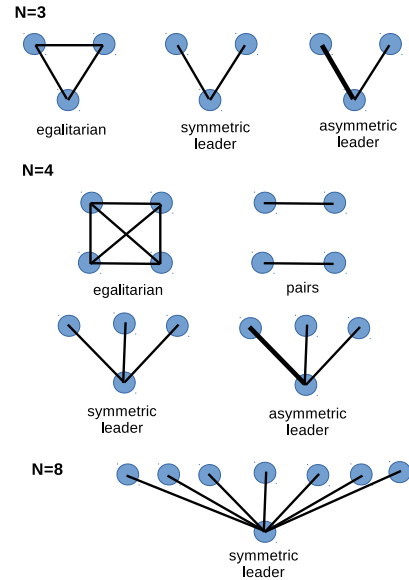 N=3
egalitarian
symmetric
leader
asymmetric
leader
N=4
egalitarian
pairs
symmetric
leader
asymmetric
leader
N=8
symmetric
leader